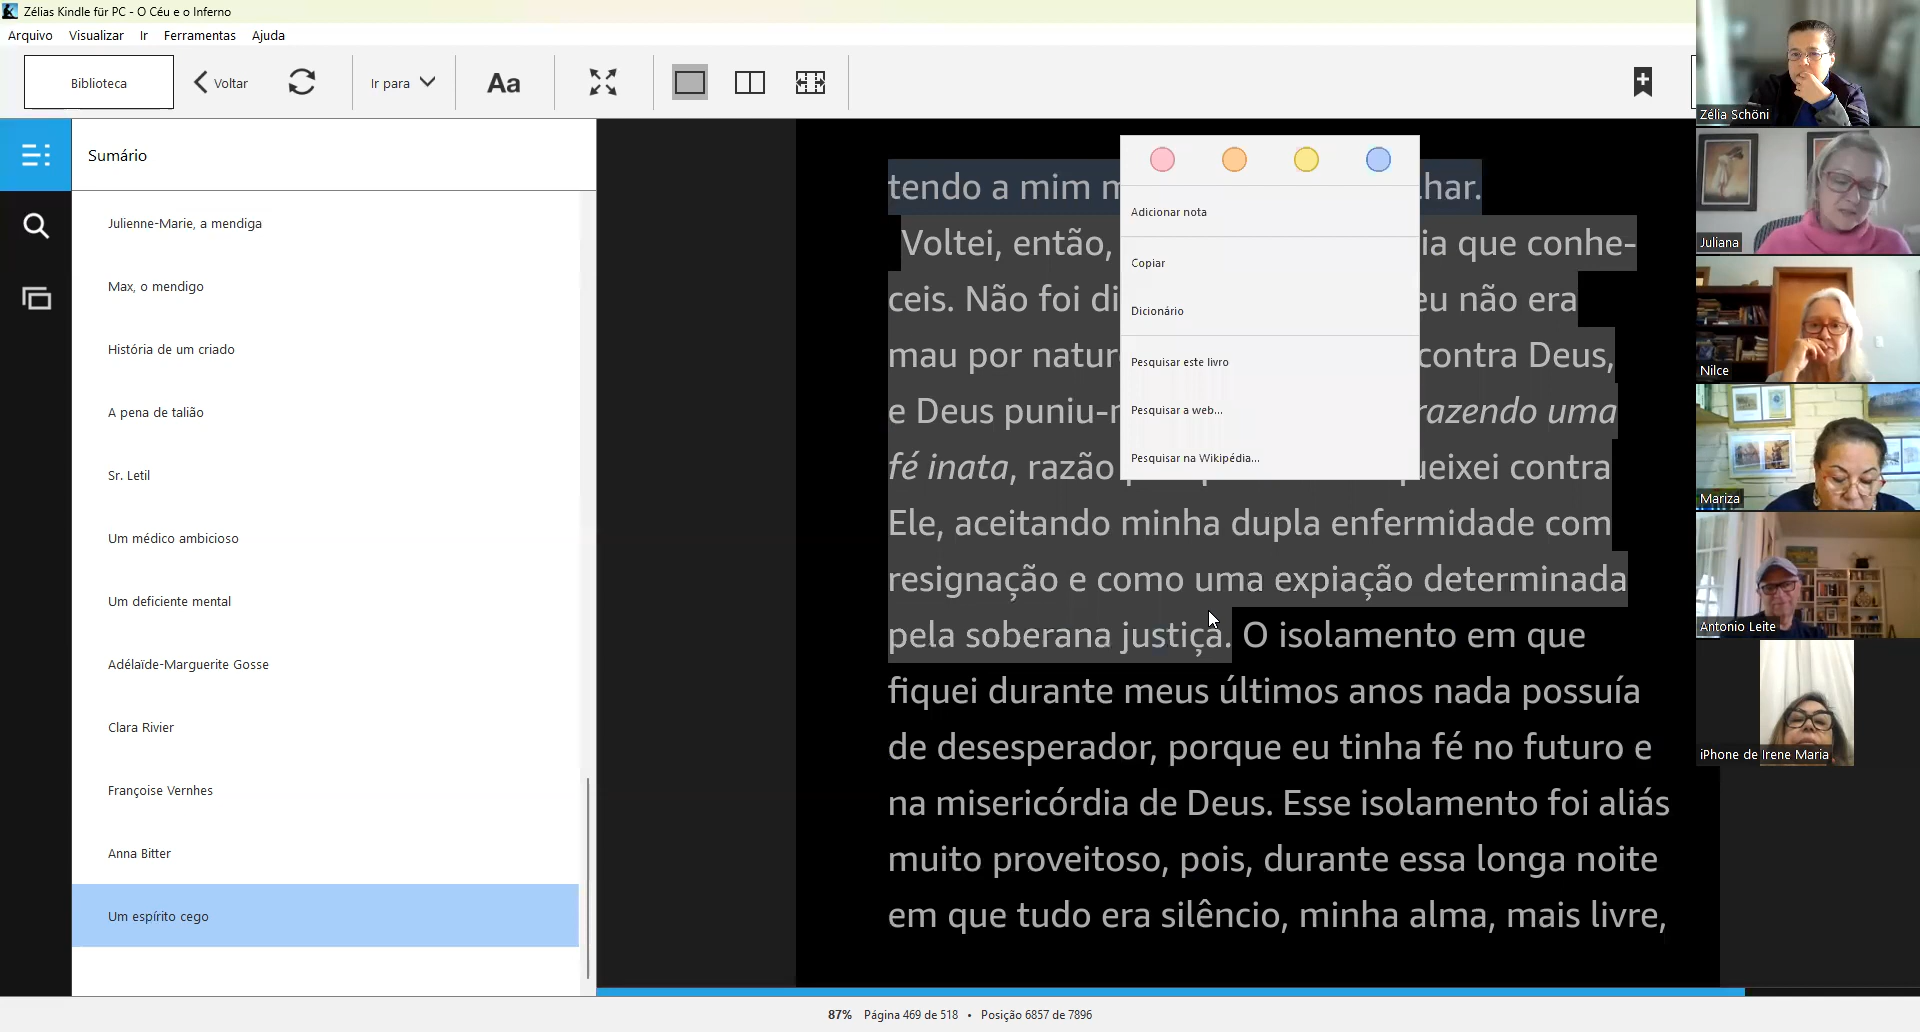 Zélias Kindle für PC - O Céu e o Inferno
Arquivo Visualizar Ir Ferramentas Ajuda
Biblioteca Voltar Ir para Aa
Sumário
Julienne-Marie, a mendiga
Max, o mendigo
História de um criado
A pena de talião
Sr. Letil
Um médico ambicioso
Um deficiente mental
Adélaïde-Marguerite Gosse
Clara Rivier
Françoise Vernhes
Anna Bitter
Um espírito cego
tendo a mim lhar.
Voltei, então, ia que conhe-
ceis. Não foi eu não era
mau por contra Deus,
e Deus uma
fé inata, razão contra
Ele, aceitando minha dupla enfermidade com
resignação e como uma expiação determinada
pela soberana justiça. O isolamento em que
fiquei durante meus últimos anos nada possuía
de desesperador, porque eu tinha fé no futuro e
na misericórdia de Deus. Esse isolamento foi aliás
muito proveitoso, pois, durante essa longa noite
em que tudo era silêncio, minha alma, mais livre,
Adicionar nota
Copiar
Dicionário
Pesquisar este livro
Pesquisar a web...
Pesquisar na Wikipédia...
87% Página 469 de 518 • Posição 6857 de 7896
Zélia Schöni
Juliana
Nilce
Mariza
Antonio Leite
iPhone de Irene Maria